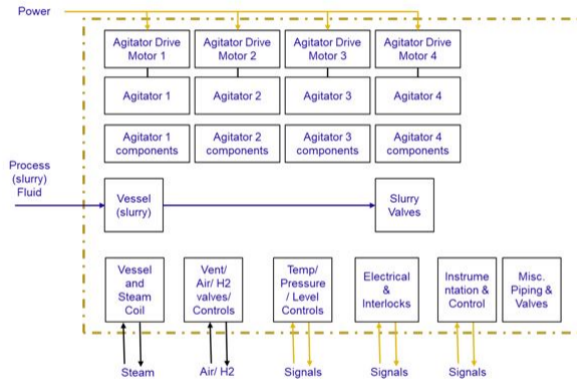 Power
Agitator Drive
Motor 1
Agitator Drive
Motor 2
Agitator Drive
Motor 3
Agitator Drive
Motor 4
Agitator 1
Agitator 2
Agitator 3
Agitator 4
Agitator 1
components
Agitator 2
components
Agitator 3
components
Agitator 4
components
Process
(slurry)
Fluid
Vessel
(slurry)
Slurry
Valves
Vessel
and
Steam
Coil
Vent/
Air/ H2
valves/
Controls
Temp/
Pressure
/ Level
Controls
Electrical
&
Interlocks
Instrume
ntation &
Control
Misc.
Piping &
Valves
Steam
Air/ H2
Signals
Signals
Signals